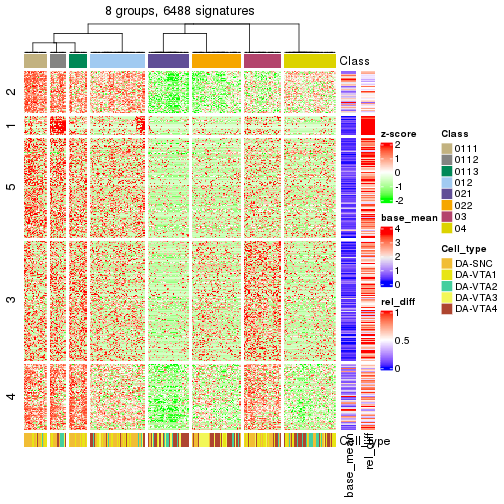 8 groups, 6488 signatures
Class
2
1
5
3
4
Cell_type
base_mean
rel_diff
z-score
2
1
0
-1
-2
base_mean
4
3
2
1
0
rel_diff
1
0.5
0
Class
0111
0112
0113
012
021
022
03
04
Cell_type
DA-SNC
DA-VTA1
DA-VTA2
DA-VTA3
DA-VTA4